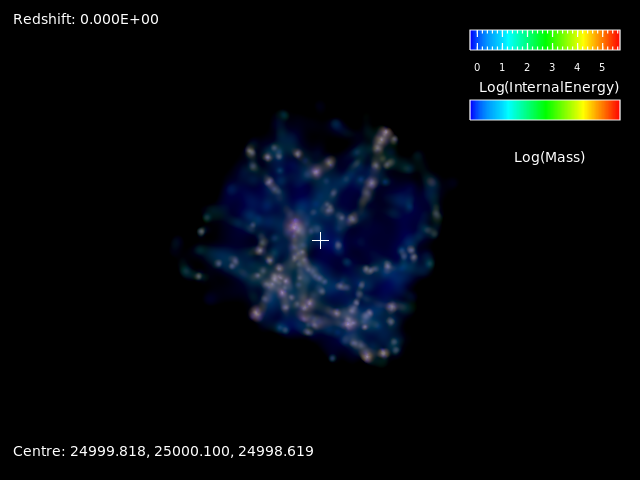 Redshift: 0.000E+00
0 1 2 3 4 5
Log(InternalEnergy)
Log(Mass)
Centre: 24999.818, 25000.100, 24998.619